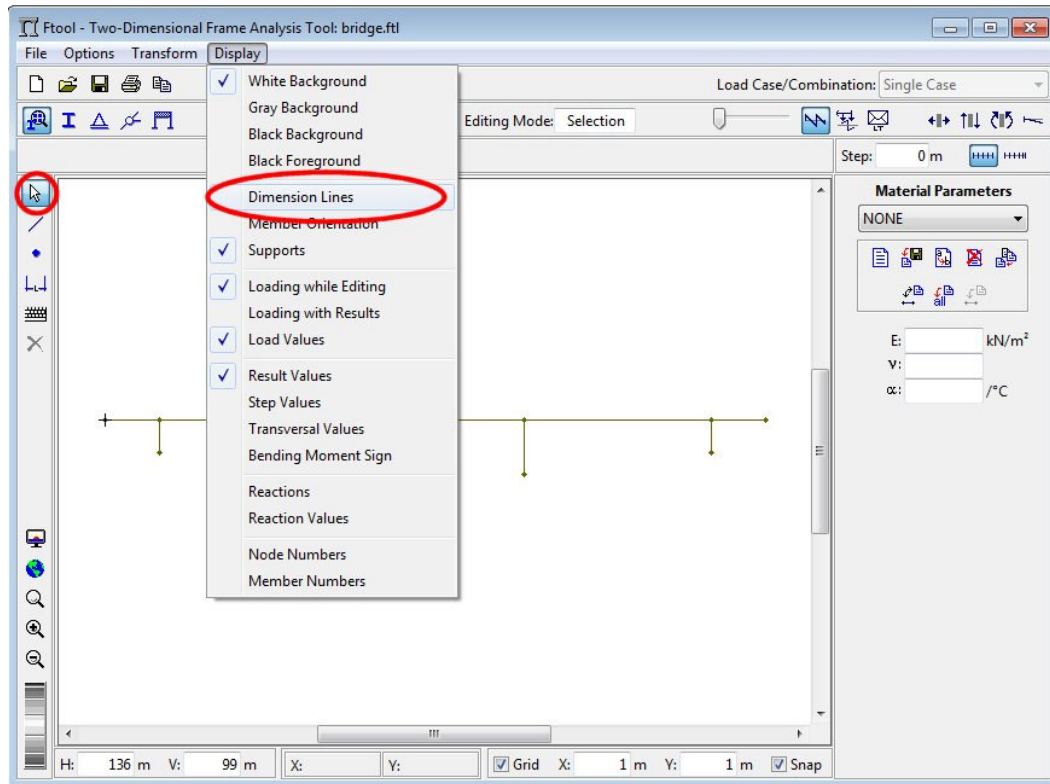 Ftool - Two-Dimensional Frame Analysis Tool: bridge.ftl
File Options Transform Display
Load Case/Combination: Single Case
Editing Mode: Selection
Step: 0 m
White Background
Gray Background
Black Background
Black Foreground
Dimension Lines
Member Orientation
Supports
Loading while Editing
Loading with Results
Load Values
Result Values
Step Values
Transversal Values
Bending Moment Sign
Reactions
Reaction Values
Node Numbers
Member Numbers
Material Parameters
NONE
all
E: kN/m²
ν:
α: /°C
H: 136 m V: 99 m X: Y: Grid X: 1 m Y: 1 m Snap